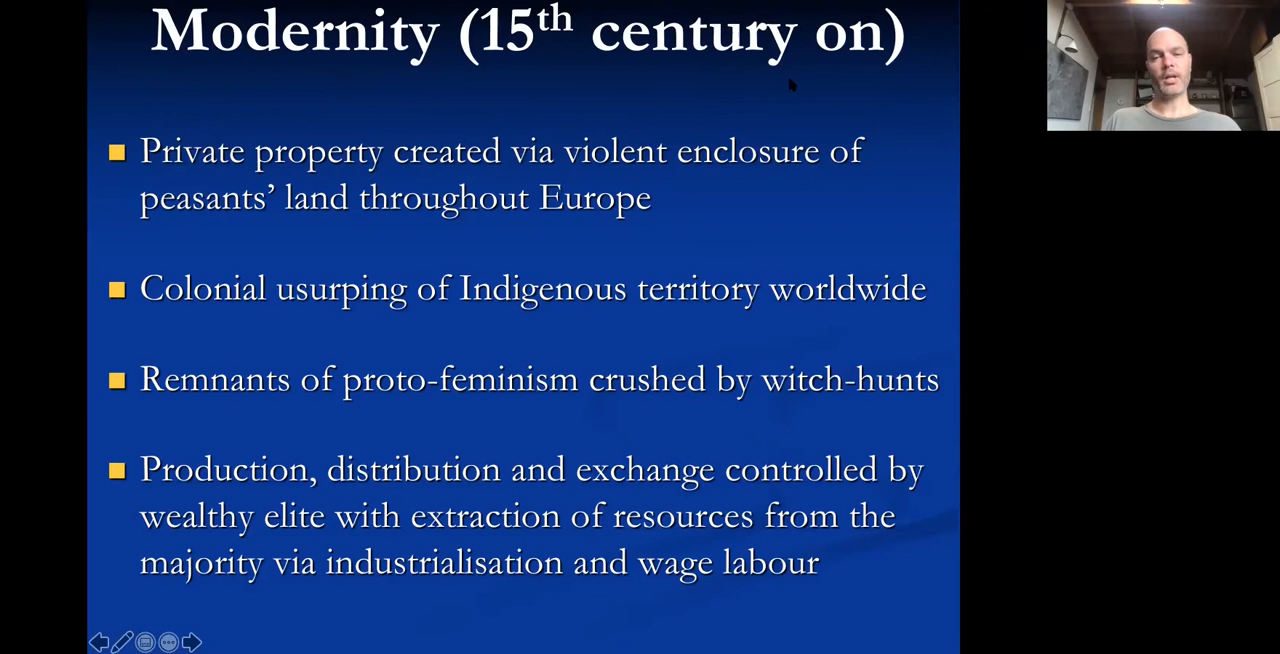 Modernity (15th century on)
Private property created via violent enclosure of
peasants’ land throughout Europe
Colonial usurping of Indigenous territory worldwide
Remnants of proto-feminism crushed by witch-hunts
Production, distribution and exchange controlled by
wealthy elite with extraction of resources from the
majority via industrialisation and wage labour